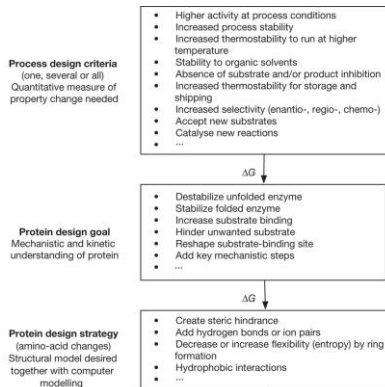 Process design criteria
(one, several or all)
Quantitative measure of
property change needed
• Higher activity at process conditions
• Increased process stability
• Increased thermostability to run at higher
temperature
• Stability to organic solvents
• Absence of substrate and/or product inhibition
• Increased thermostability for storage and
shipping
• Increased selectivity (enantio-, regio-, chemo-)
• Accept new substrates
• Catalyse new reactions
• ...
ΔG
Protein design goal
Mechanistic and kinetic
understanding of protein
• Destabilize unfolded enzyme
• Stabilize folded enzyme
• Increase substrate binding
• Hinder unwanted substrate
• Reshape substrate-binding site
• Add key mechanistic steps
• ...
ΔG
Protein design strategy
(amino-acid changes)
Structural model desired
together with computer
modelling
• Create steric hindrance
• Add hydrogen bonds or ion pairs
• Decrease or increase flexibility (entropy) by ring
formation
• Hydrophobic interactions
• ...